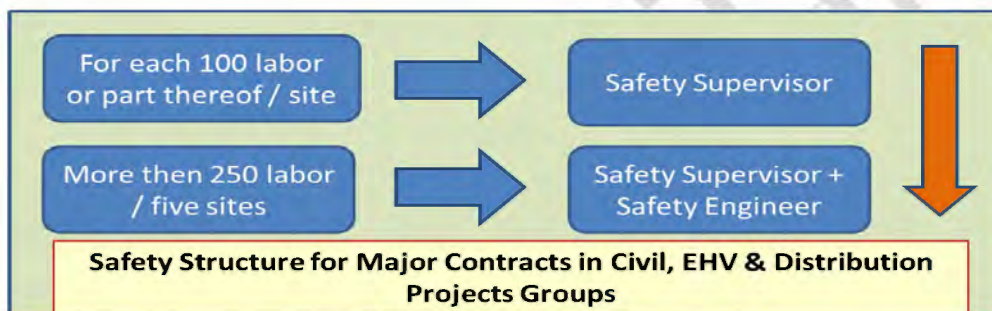 For each 100 labor
or part thereof / site
Safety Supervisor
More then 250 labor
/ five sites
Safety Supervisor +
Safety Engineer
Safety Structure for Major Contracts in Civil, EHV & Distribution
Projects Groups